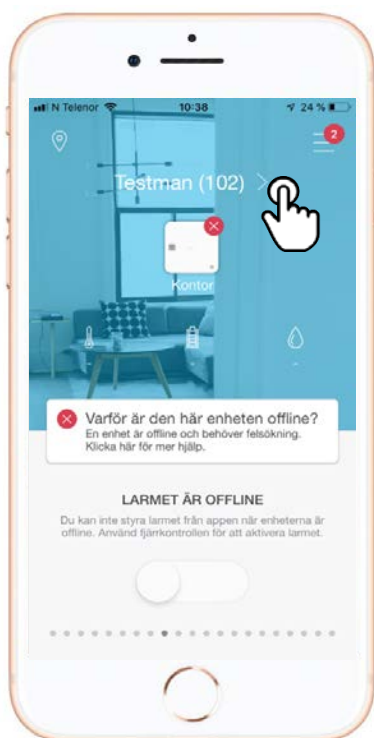 N Telenor 10:38 24 %
2
Testman (102)
Kontor
Varför är den här enheten offline?
En enhet är offline och behöver felsökning.
Klicka här för mer hjälp.
LARMET ÄR OFFLINE
Du kan inte styra larmet från appen när enheterna är
offline. Använd fjärrkontrollen för att aktivera larmet.